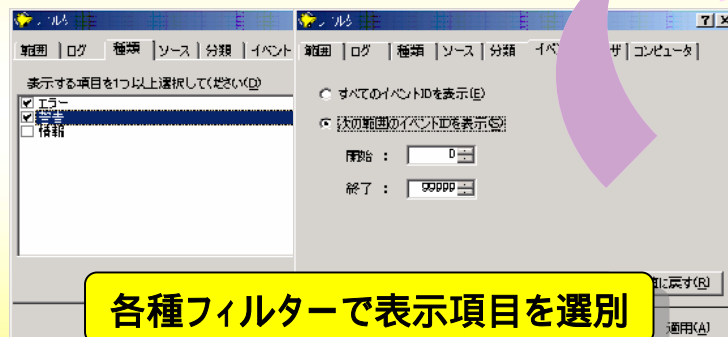 フィルタ
範囲 ログ 種類 ソース 分類 イベント
表示する項目を1つ以上選択してください(D)
エラー
警告
情報
フィルタ
範囲 ログ 種類 ソース 分類 イベ ザ コンピュータ
すべてのイベントIDを表示(E)
次の範囲のイベントIDを表示(S)
開始 : 0
終了 : 99999
に戻す(R)
適用(A)
各種フィルターで表示項目を選別